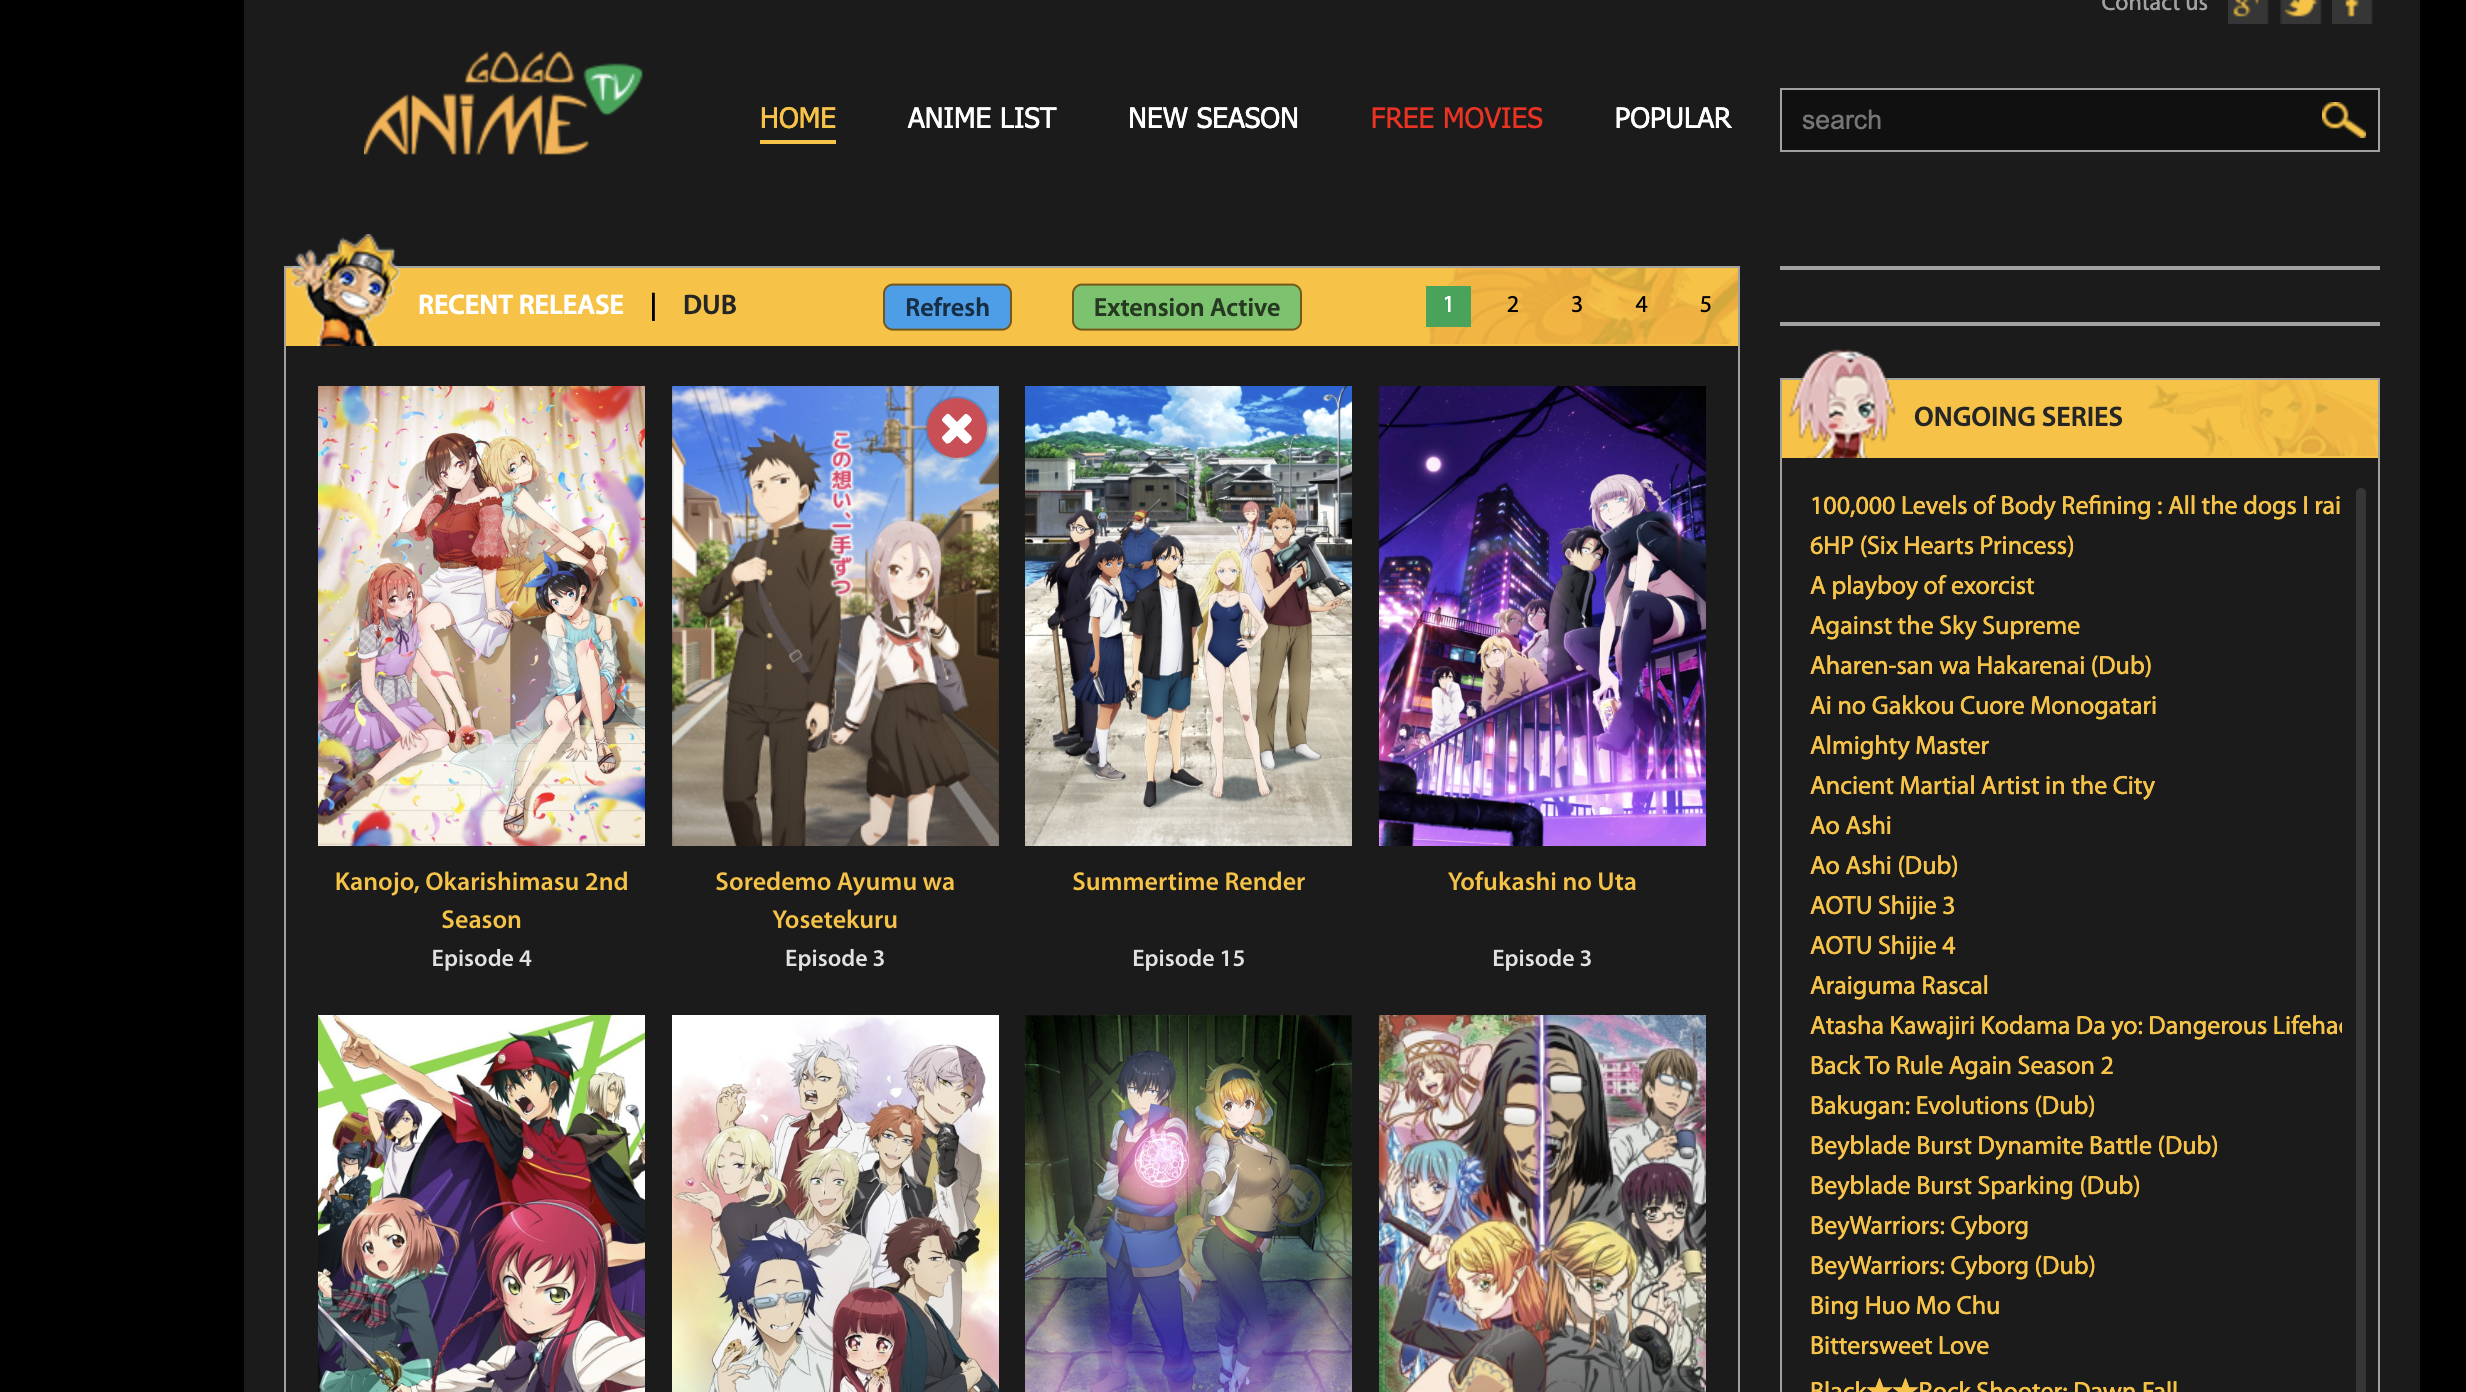 Contact us
GOGO
ANIME TV
HOME
ANIME LIST
NEW SEASON
FREE MOVIES
POPULAR
search
RECENT RELEASE | DUB
Refresh
Extension Active
1 2 3 4 5
この想い、一手ずつ
Kanojo, Okarishimasu 2nd
Season
Episode 4
Soredemo Ayumu wa
Yosetekuru
Episode 3
Summertime Render
Episode 15
Yofukashi no Uta
Episode 3
ONGOING SERIES
100,000 Levels of Body Refining : All the dogs I rai
6HP (Six Hearts Princess)
A playboy of exorcist
Against the Sky Supreme
Aharen-san wa Hakarenai (Dub)
Ai no Gakkou Cuore Monogatari
Almighty Master
Ancient Martial Artist in the City
Ao Ashi
Ao Ashi (Dub)
AOTU Shijie 3
AOTU Shijie 4
Araiguma Rascal
Atasha Kawajiri Kodama Da yo: Dangerous Lifehac
Back To Rule Again Season 2
Bakugan: Evolutions (Dub)
Beyblade Burst Dynamite Battle (Dub)
Beyblade Burst Sparking (Dub)
BeyWarriors: Cyborg
BeyWarriors: Cyborg (Dub)
Bing Huo Mo Chu
Bittersweet Love
Black★★Rock Shooter: Dawn Fall